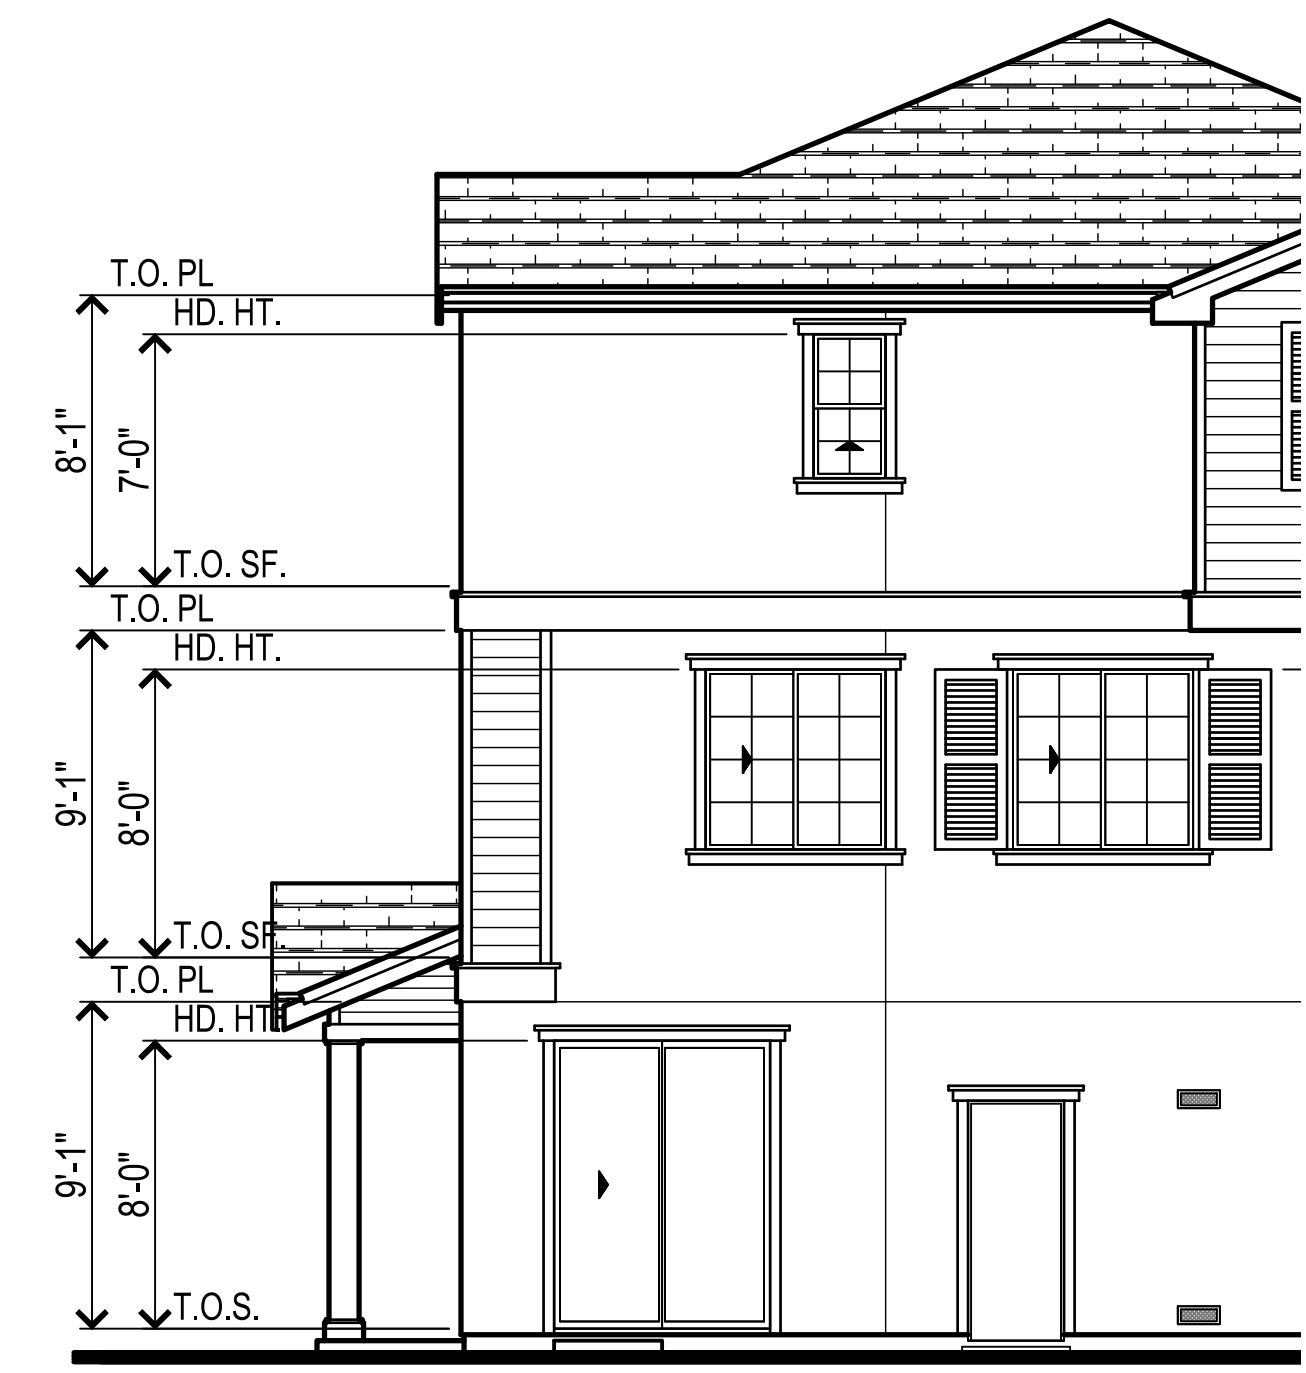 T.O. PL
HD. HT.
8'-1"
7'-0"
T.O. SF.
T.O. PL
HD. HT.
9'-1"
8'-0"
T.O. SF.
T.O. PL
HD. HT.
9'-1"
8'-0"
T.O.S.